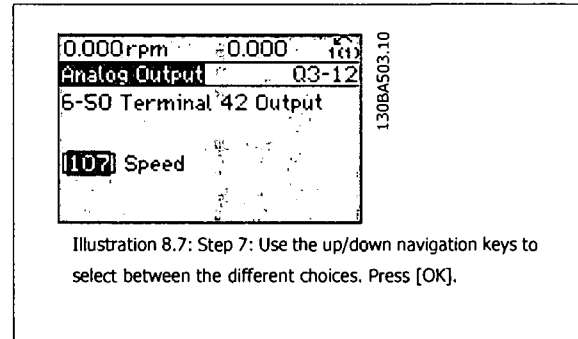 0.000rpm 0.000 1(1)
Analog Output Q3-12
6-50 Terminal 42 Output
[107] Speed
130BA503.10
Illustration 8.7: Step 7: Use the up/down navigation keys to
select between the different choices. Press [OK].